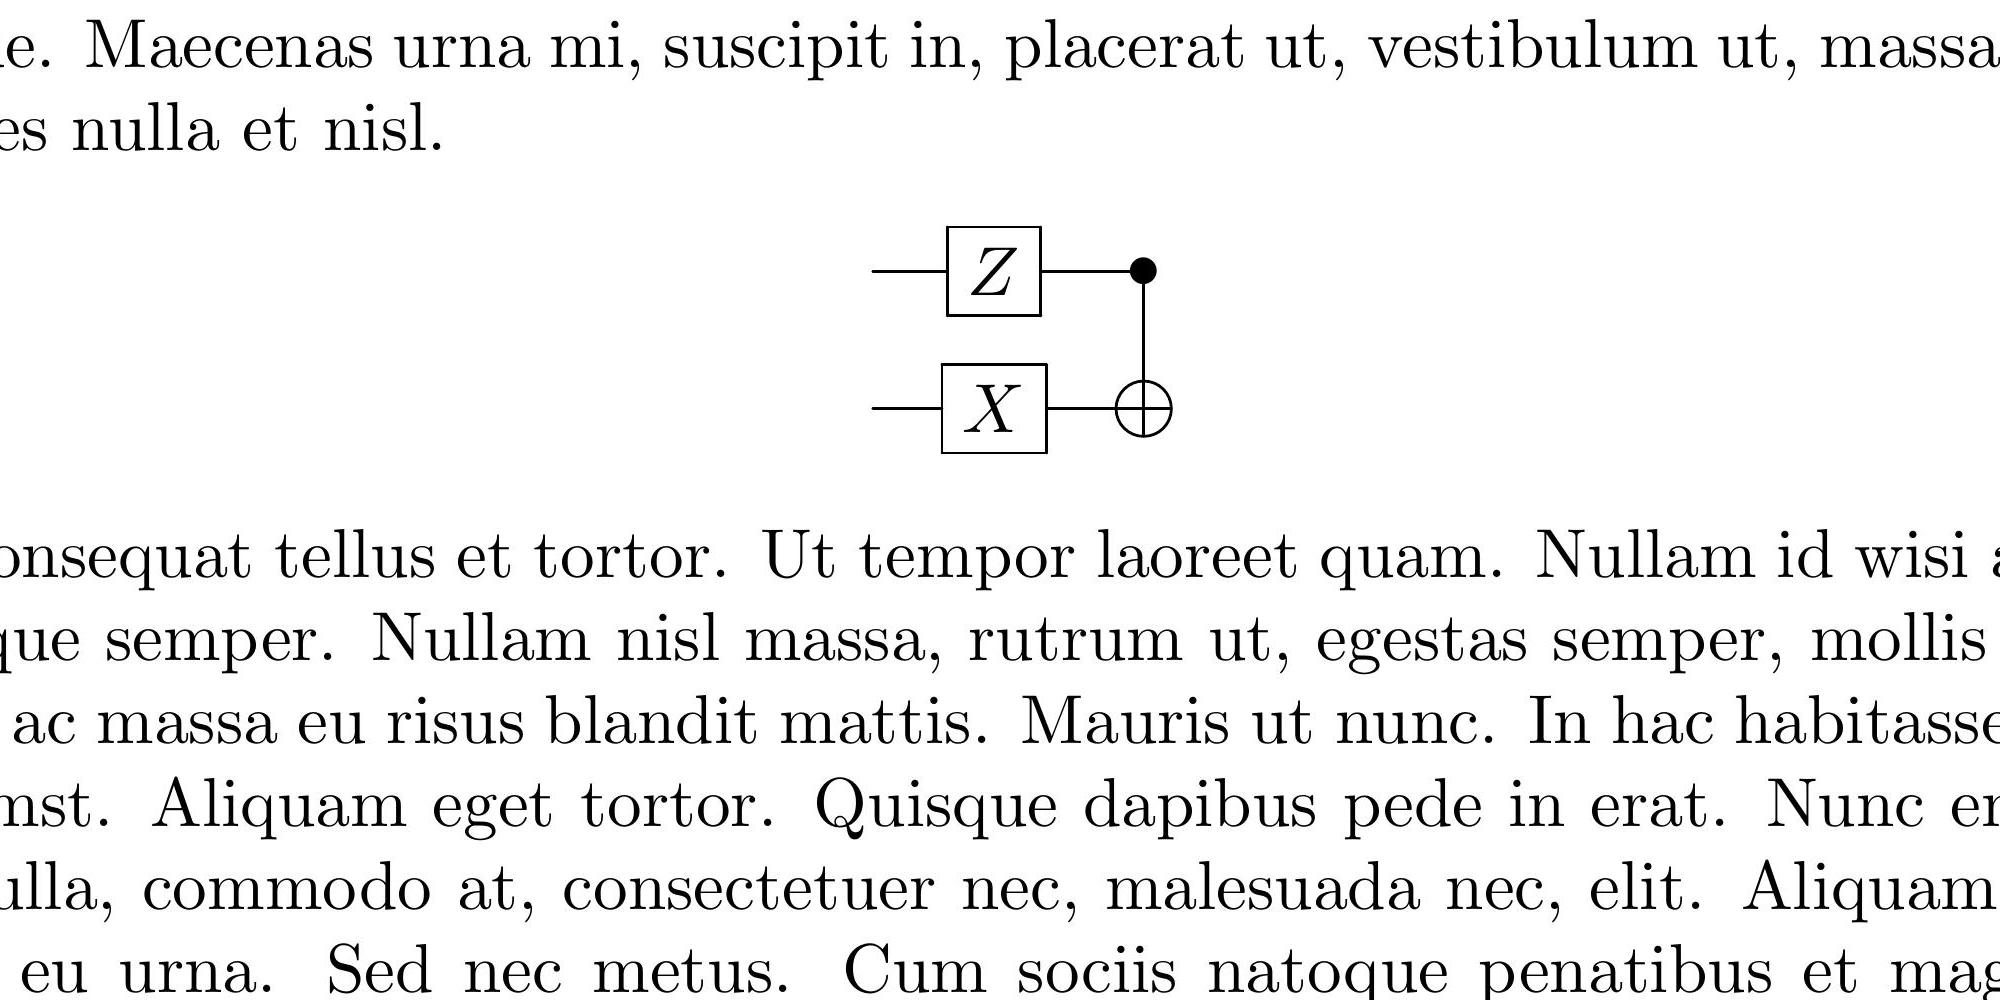 e. Maecenas urna mi, suscipit in, placerat ut, vestibulum ut, massa
es nulla et nisl.
Z
X
onsequat tellus et tortor. Ut tempor laoreet quam. Nullam id wisi a
que semper. Nullam nisl massa, rutrum ut, egestas semper, mollis
ac massa eu risus blandit mattis. Mauris ut nunc. In hac habitasse
mst. Aliquam eget tortor. Quisque dapibus pede in erat. Nunc en
ulla, commodo at, consectetuer nec, malesuada nec, elit. Aliquam
eu urna. Sed nec metus. Cum sociis natoque penatibus et mag